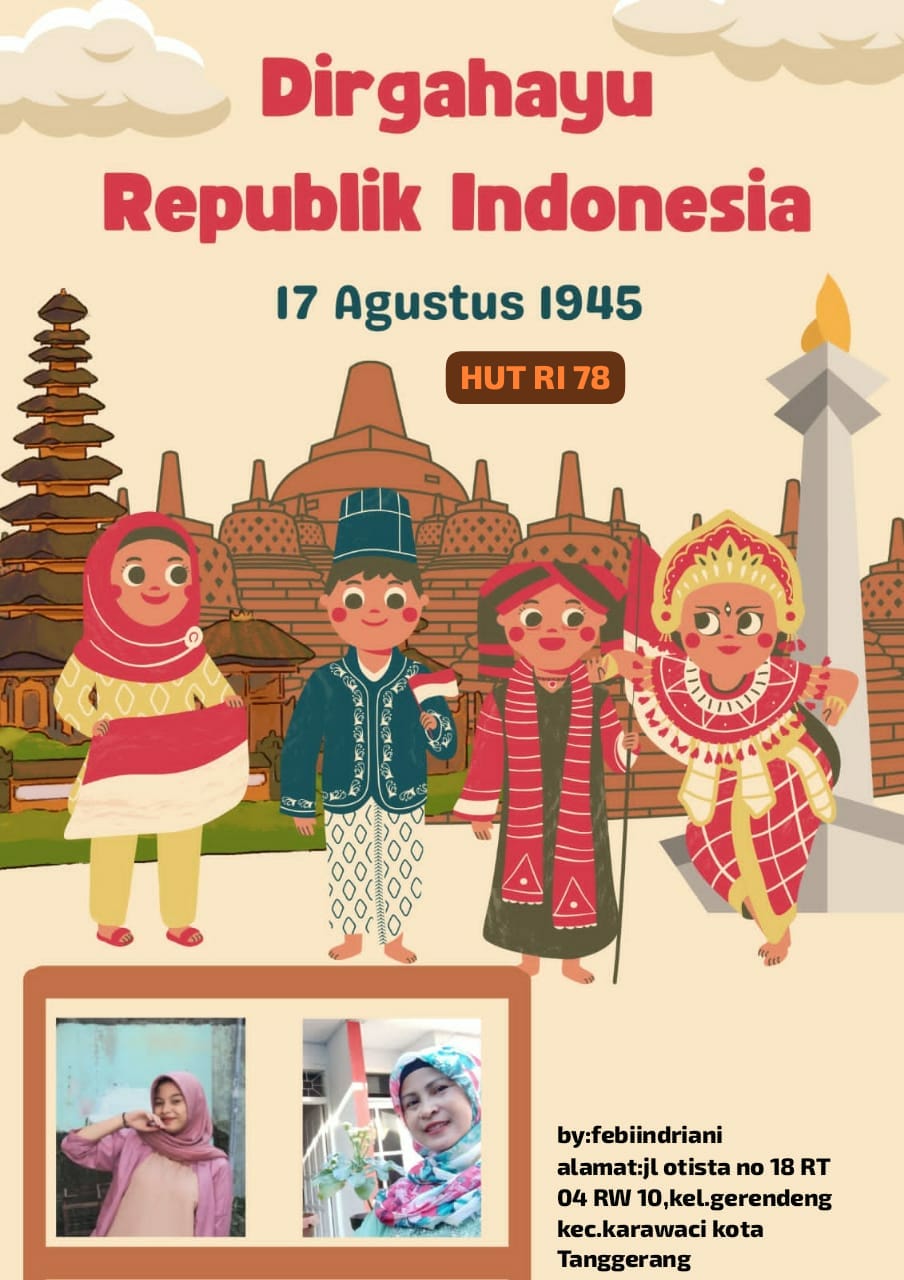 Dirgahayu
Republik Indonesia
17 Agustus 1945
HUT RI 78
by:febiindriani
alamat:jl otista no 18 RT
04 RW 10,kel.gerendeng
kec.karawaci kota
Tanggerang